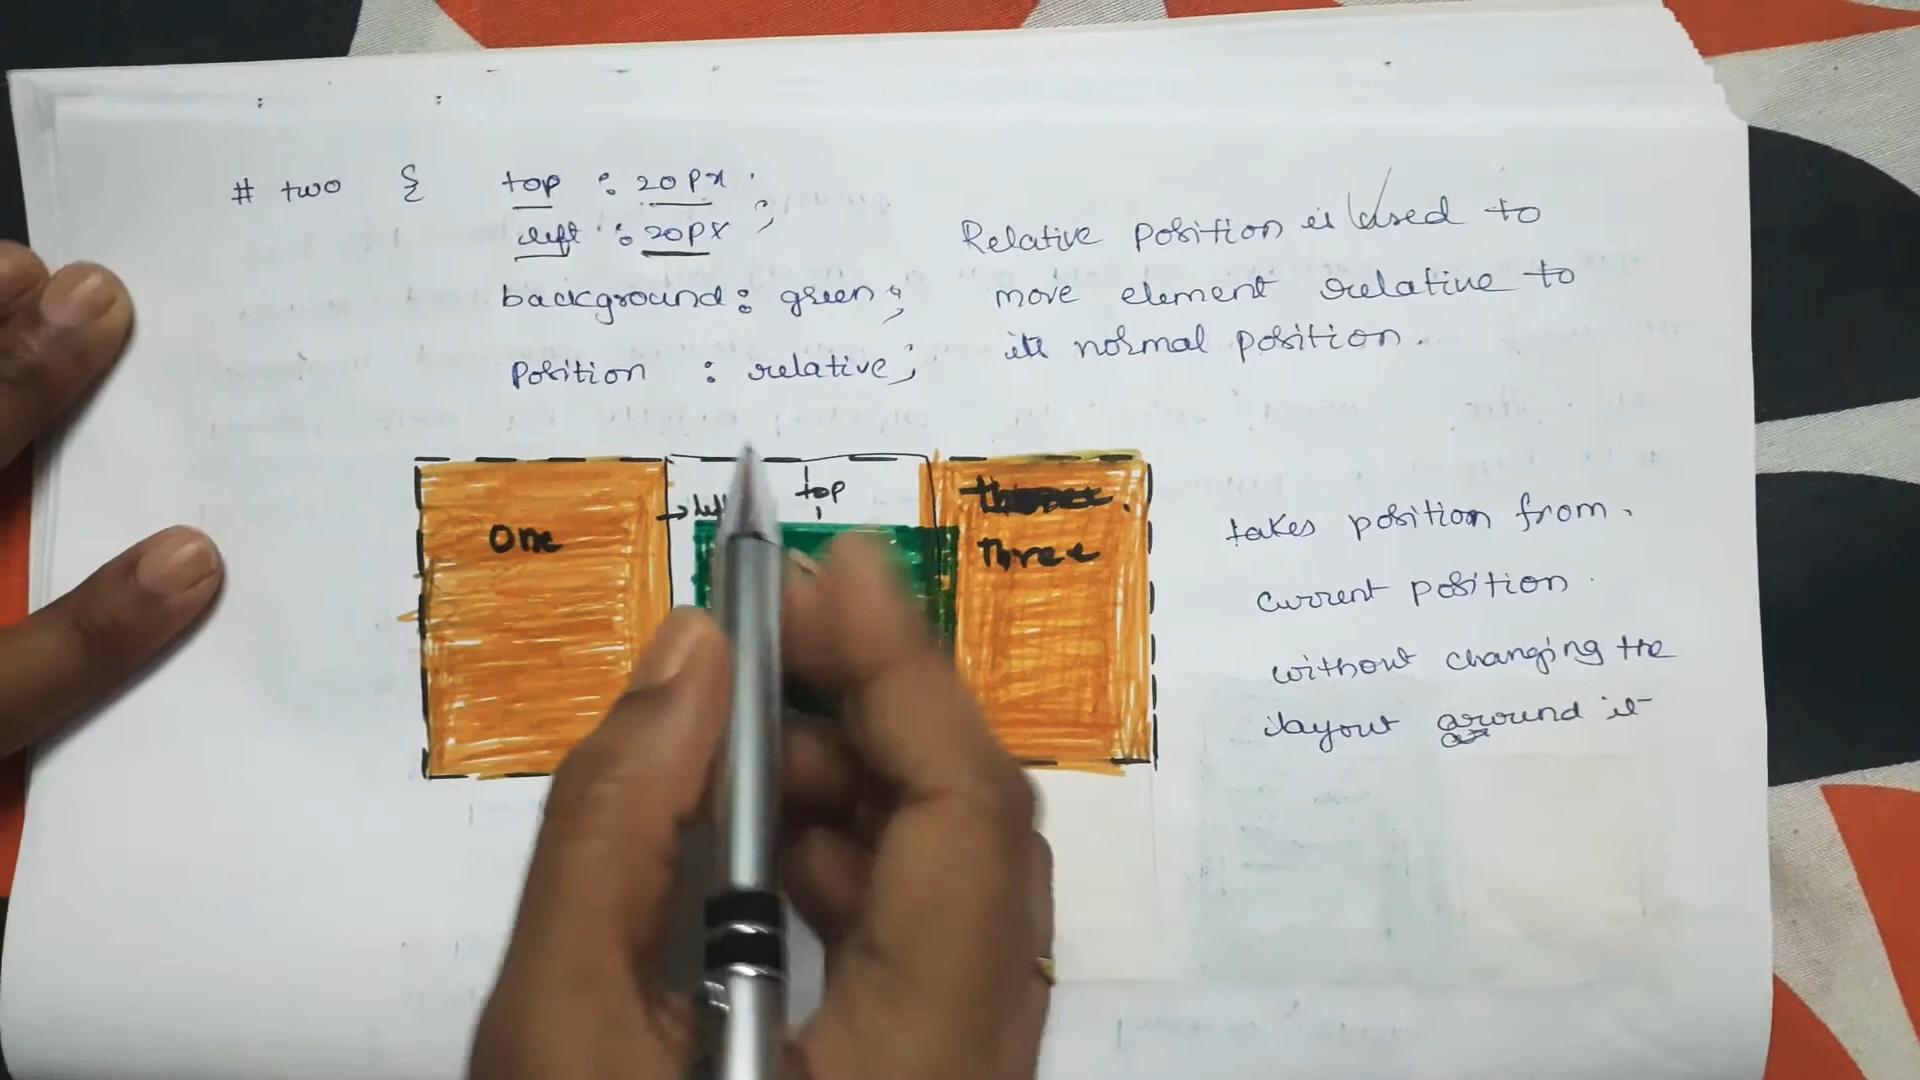 # two { top : 20px ;
left : 20px ;
background : green ;
position : relative ;
Relative position is used to
move element relative to
its normal position.
One
left
top
Three
takes position from
current position.
without changing the
layout around it